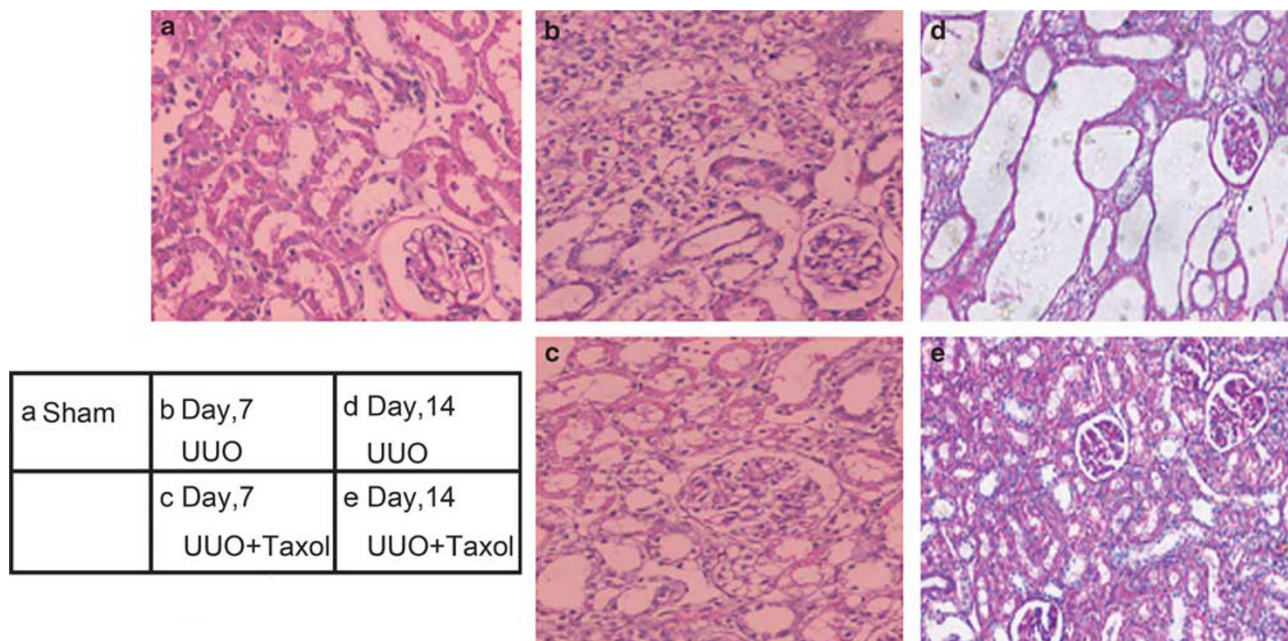 a
b
d
c
e
a Sham
b Day,7
UUO
d Day,14
UUO
c Day,7
UUO+Taxol
e Day,14
UUO+Taxol